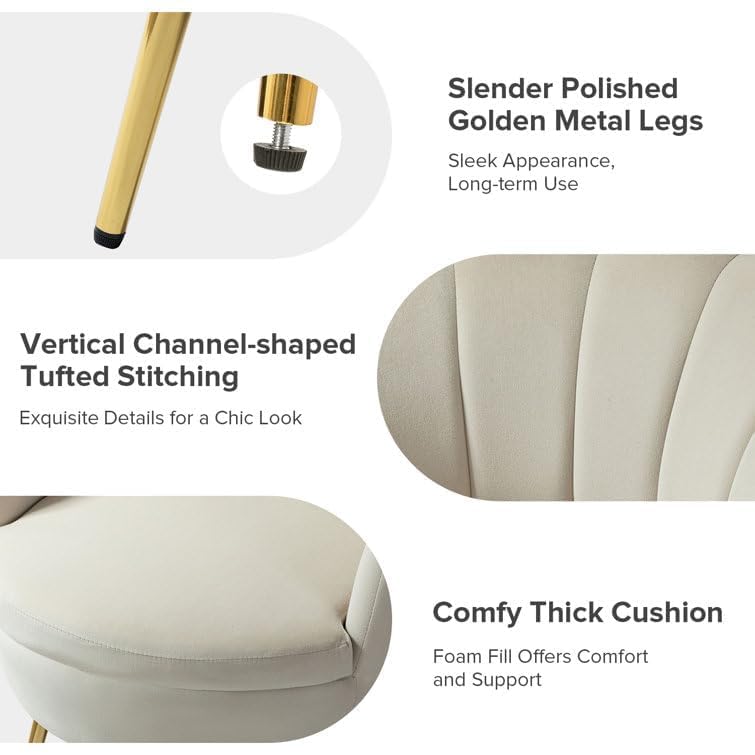 Slender Polished
Golden Metal Legs
Sleek Appearance,
Long-term Use
Vertical Channel-shaped
Tufted Stitching
Exquisite Details for a Chic Look
Comfy Thick Cushion
Foam Fill Offers Comfort
and Support